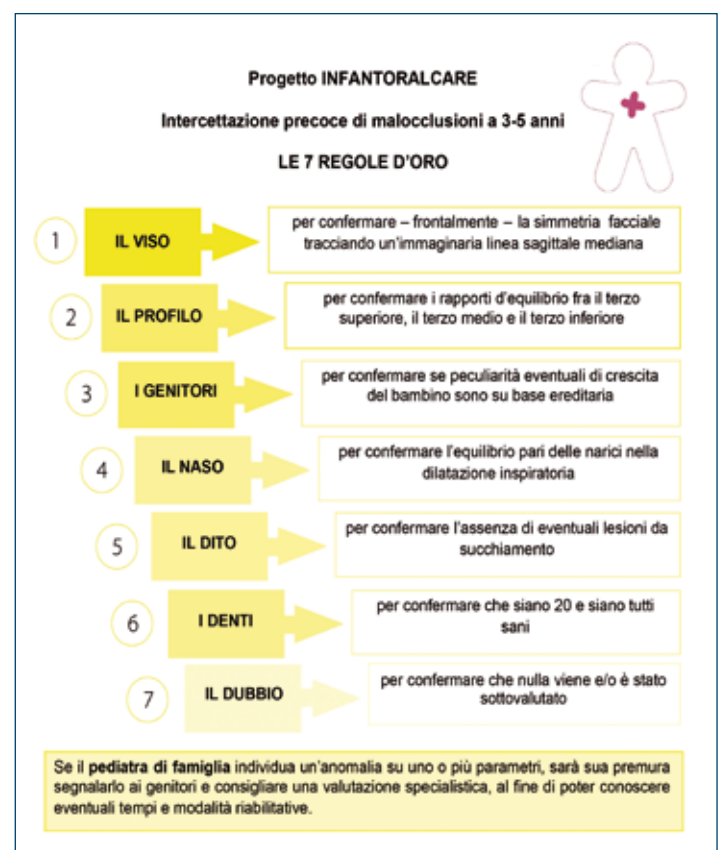 Progetto INFANTORALCARE
Intercettazione precoce di malocclusioni a 3-5 anni
LE 7 REGOLE D'ORO
1
IL VISO
per confermare – frontalmente – la simmetria facciale
tracciando un'immaginaria linea sagittale mediana
2
IL PROFILO
per confermare i rapporti d'equilibrio fra il terzo
superiore, il terzo medio e il terzo inferiore
3
I GENITORI
per confermare se peculiarità eventuali di crescita
del bambino sono su base ereditaria
4
IL NASO
per confermare l'equilibrio pari delle narici nella
dilatazione inspiratoria
5
IL DITO
per confermare l'assenza di eventuali lesioni da
succhiamento
6
I DENTI
per confermare che siano 20 e siano tutti
sani
7
IL DUBBIO
per confermare che nulla viene e/o è stato
sottovalutato
Se il pediatra di famiglia individua un'anomalia su uno o più parametri, sarà sua premura
segnalarlo ai genitori e consigliare una valutazione specialistica, al fine di poter conoscere
eventuali tempi e modalità riabilitative.